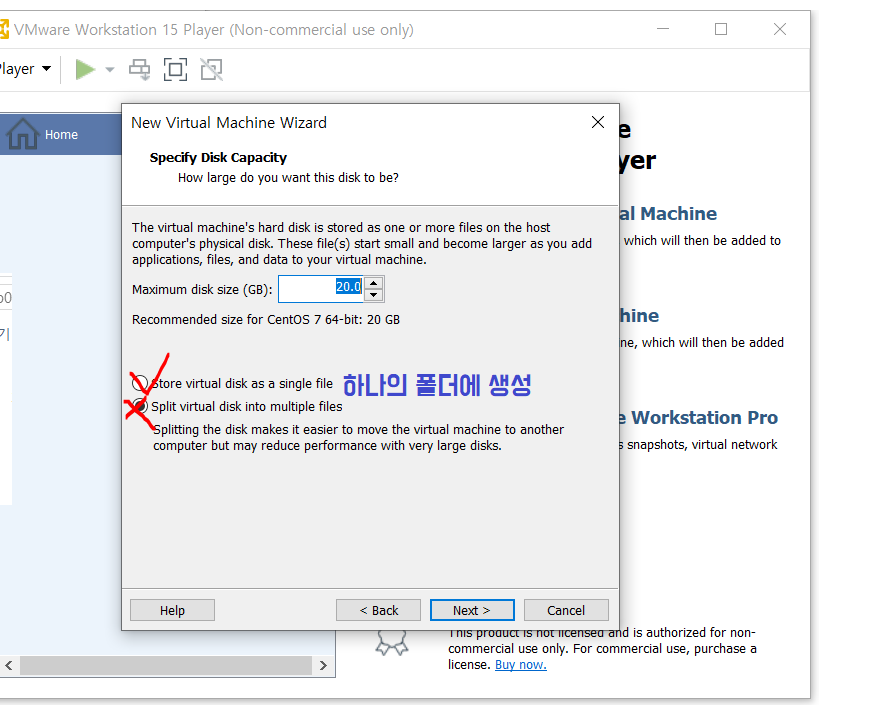 VMware Workstation 15 Player (Non-commercial use only)
Player
Home
New Virtual Machine Wizard
Specify Disk Capacity
How large do you want this disk to be?
The virtual machine's hard disk is stored as one or more files on the host
computer's physical disk. These file(s) start small and become larger as you add
applications, files, and data to your virtual machine.
Maximum disk size (GB): 20.0
Recommended size for CentOS 7 64-bit: 20 GB
Store virtual disk as a single file 하나의 폴더에 생성
Split virtual disk into multiple files
Splitting the disk makes it easier to move the virtual machine to another
computer but may reduce performance with very large disks.
Help < Back Next > Cancel
Machine
which will then be added to
which will then be added
Workstation Pro
snapshots, virtual network
This product is not licensed and is authorized for non-
commercial use only. For commercial use, purchase a
license. Buy now.